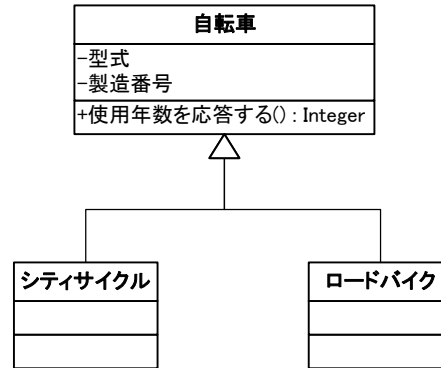 自転車
-型式
-製造番号
+使用年数を応答する() : Integer
シティサイクル
ロードバイク